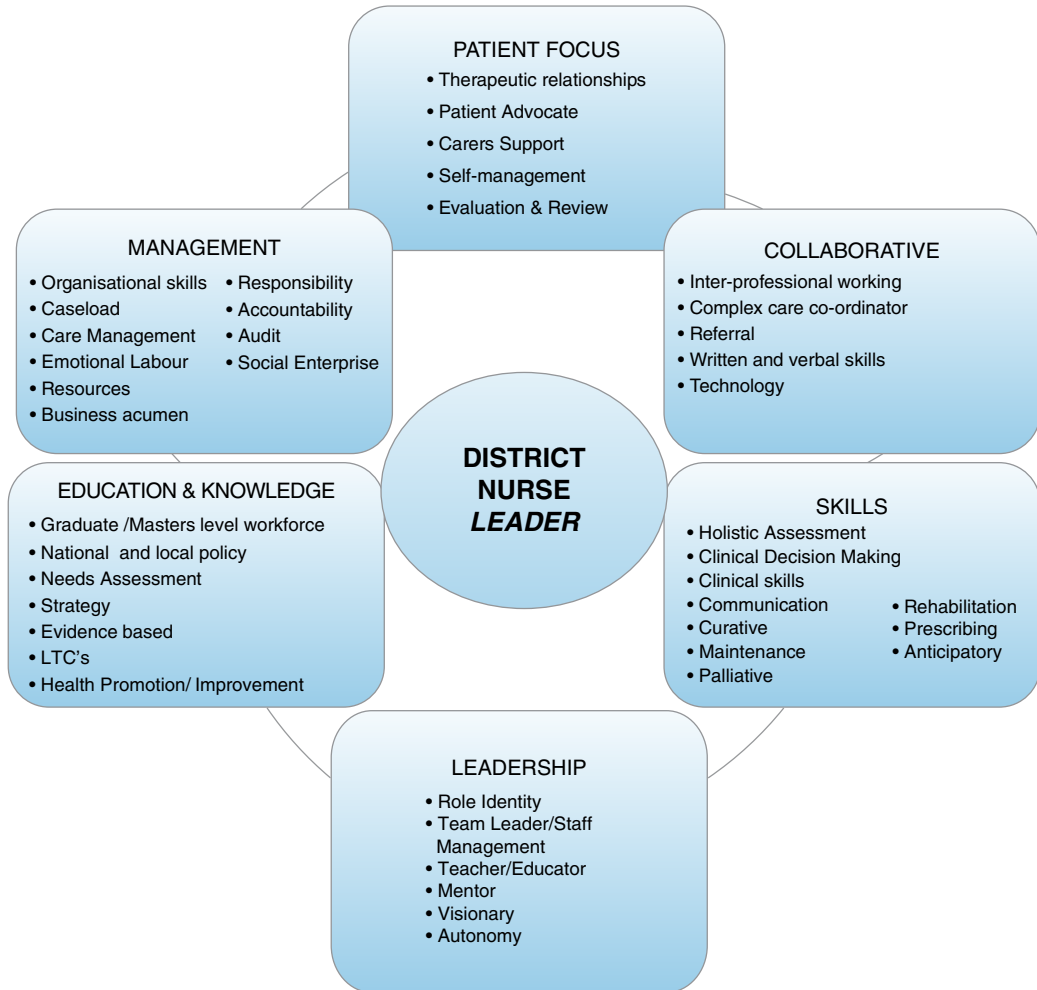 PATIENT FOCUS
• Therapeutic relationships
• Patient Advocate
• Carers Support
• Self-management
• Evaluation & Review
MANAGEMENT
• Organisational skills
• Caseload
• Care Management
• Emotional Labour
• Resources
• Business acumen
• Responsibility
• Accountability
• Audit
• Social Enterprise
COLLABORATIVE
• Inter-professional working
• Complex care co-ordinator
• Referral
• Written and verbal skills
• Technology
DISTRICT
NURSE
LEADER
EDUCATION & KNOWLEDGE
• Graduate /Masters level workforce
• National and local policy
• Needs Assessment
• Strategy
• Evidence based
• LTC's
• Health Promotion/ Improvement
SKILLS
• Holistic Assessment
• Clinical Decision Making
• Clinical skills
• Communication
• Curative
• Maintenance
• Palliative
• Rehabilitation
• Prescribing
• Anticipatory
LEADERSHIP
• Role Identity
• Team Leader/Staff
Management
• Teacher/Educator
• Mentor
• Visionary
• Autonomy